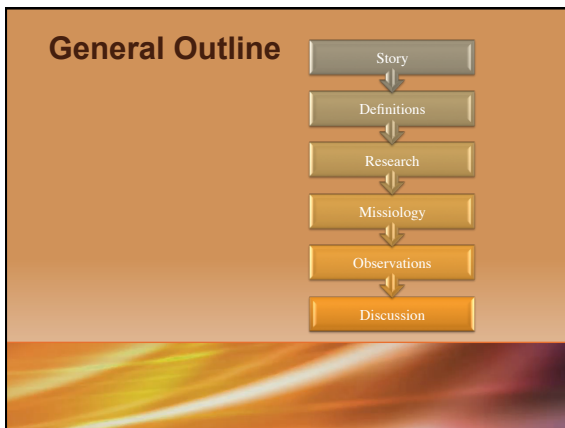 General Outline
Story
Definitions
Research
Missiology
Observations
Discussion